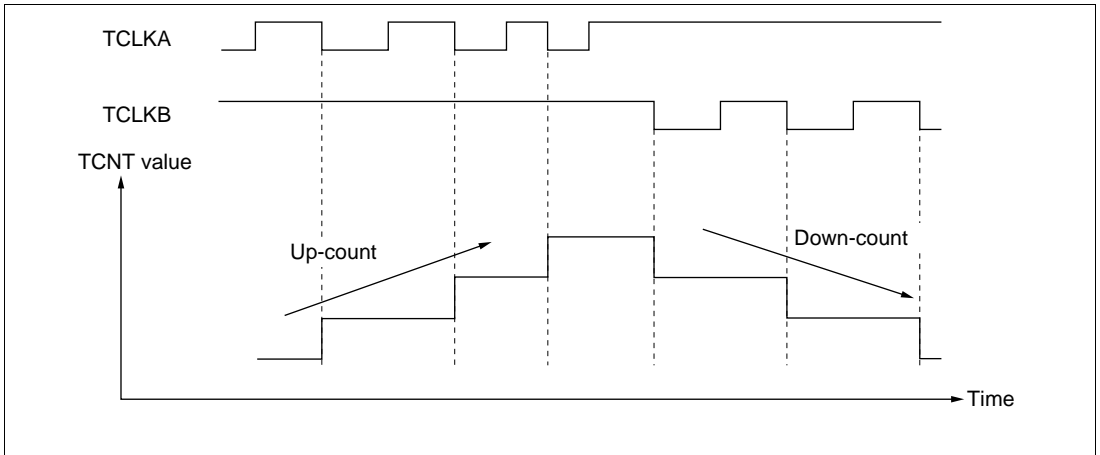 TCLKA
TCLKB
TCNT value
Up-count
Down-count
Time